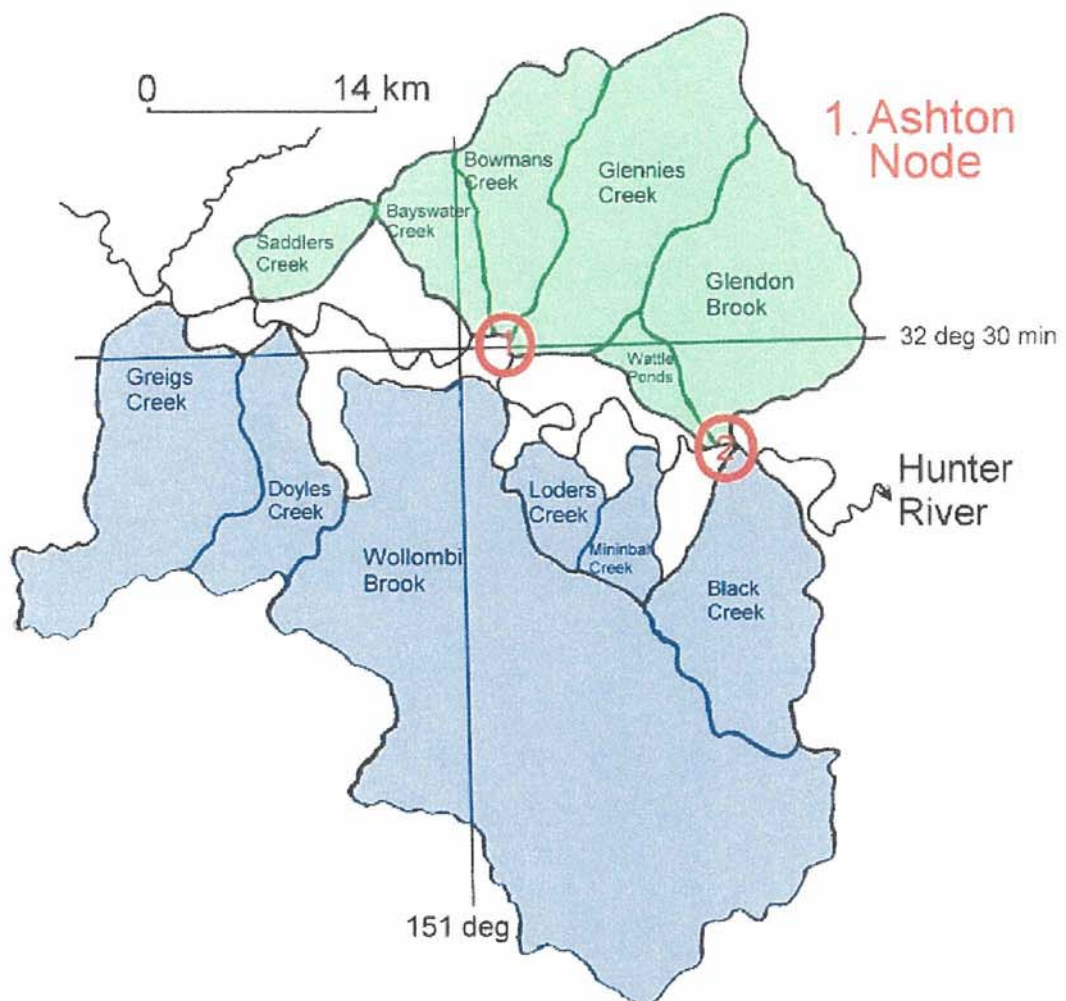 0 14 km
1. Ashton
Node
Bowmans
Creek
Glennies
Creek
Bayswater
Creek
Saddlers
Creek
Glendon
Brook
1
32 deg 30 min
Wattle
Ponds
Greigs
Creek
2
Hunter
River
Doyles
Creek
Loders
Creek
Wollombi
Brook
Mininbah
Creek
Black
Creek
151 deg